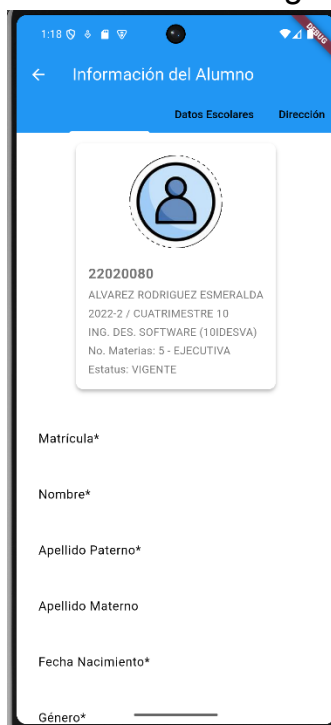 1:18
DEBUG
Información del Alumno
Datos Escolares Dirección
22020080
ALVAREZ RODRIGUEZ ESMERALDA
2022-2 / CUATRIMESTRE 10
ING. DES. SOFTWARE (10IDESVA)
No. Materias: 5 - EJECUTIVA
Estatus: VIGENTE
Matrícula*
Nombre*
Apellido Paterno*
Apellido Materno
Fecha Nacimiento*
Género*